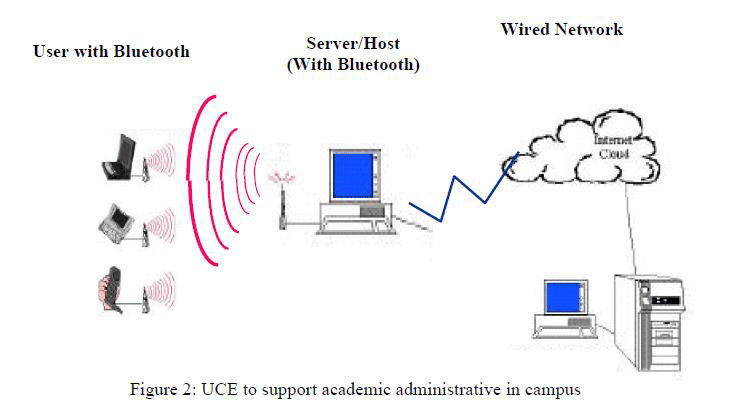 User with Bluetooth
Server/Host
(With Bluetooth)
Wired Network
Internet
Cloud
Figure 2: UCE to support academic administrative in campus